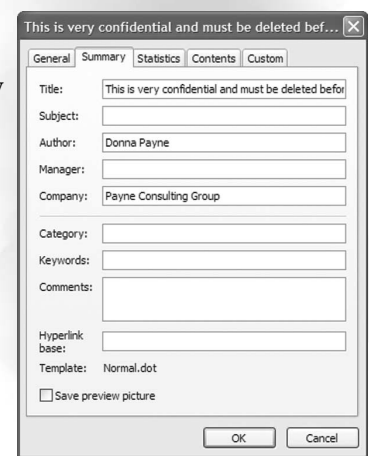 This is very confidential and must be deleted bef...
General Summary Statistics Contents Custom
Title: This is very confidential and must be deleted befor
Subject:
Author: Donna Payne
Manager:
Company: Payne Consulting Group
Category:
Keywords:
Comments:
Hyperlink
base:
Template: Normal.dot
Save preview picture
OK Cancel